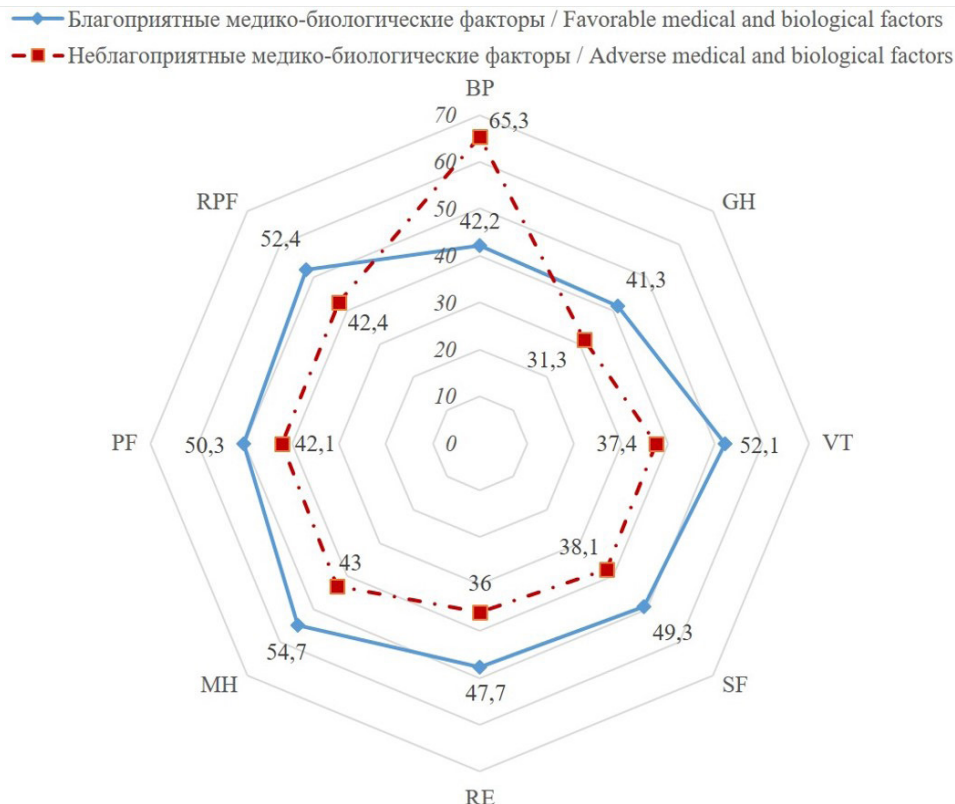 Благоприятные медико-биологические факторы / Favorable medical and biological factors
Неблагоприятные медико-биологические факторы / Adverse medical and biological factors
BP
70
65,3
60
RPF
GH
52,4
50
42,2
40
41,3
42,4
30
31,3
20
10
PF
50,3
42,1
0
37,4
52,1
VT
43
38,1
36
54,7
49,3
MH
47,7
SF
RE